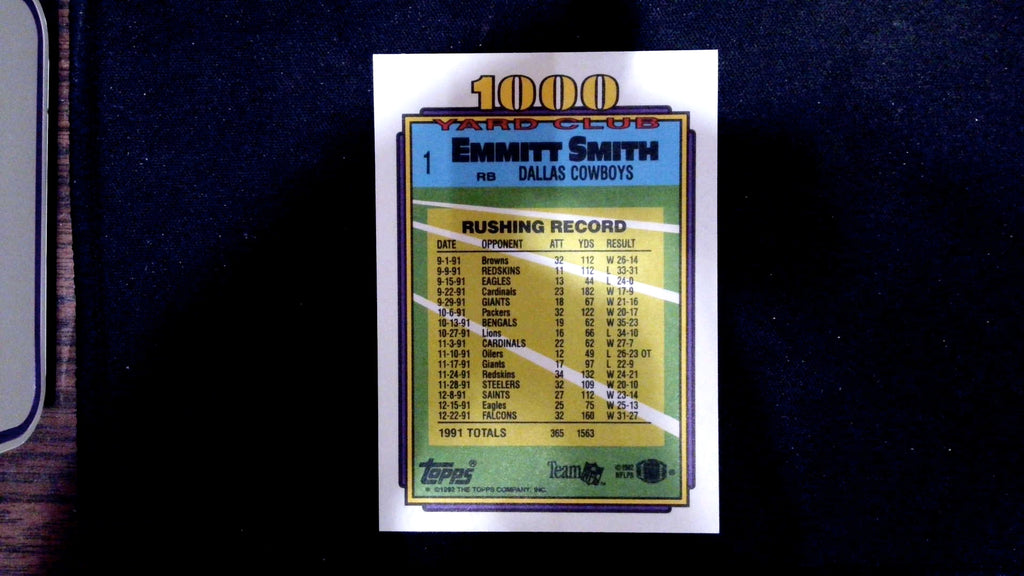 1000
YARD CLUB
1 EMMITT SMITH
RB DALLAS COWBOYS
RUSHING RECORD
DATE OPPONENT ATT YDS RESULT
9-1-91 Browns 32 112 W 26-14
9-9-91 REDSKINS 11 112 L 33-31
9-15-91 EAGLES 13 44 L 24-0
9-22-91 Cardinals 23 182 W 17-9
9-29-91 GIANTS 18 67 W 21-16
10-6-91 Packers 32 122 W 20-17
10-13-91 BENGALS 19 62 W 35-23
10-27-91 Lions 16 66 L 34-10
11-3-91 CARDINALS 22 62 W 27-7
11-10-91 Oilers 12 49 L 26-23 OT
11-17-91 Giants 17 97 L 22-9
11-24-91 Redskins 34 132 W 24-21
11-28-91 STEELERS 32 109 W 20-10
12-8-91 SAINTS 27 112 W 23-14
12-15-91 Eagles 25 75 W 25-13
12-22-91 FALCONS 32 160 W 31-27
1991 TOTALS 365 1563
Topps® Team NFL™ © 1992 NFLPA
* ©1992 THE TOPPS COMPANY, INC.